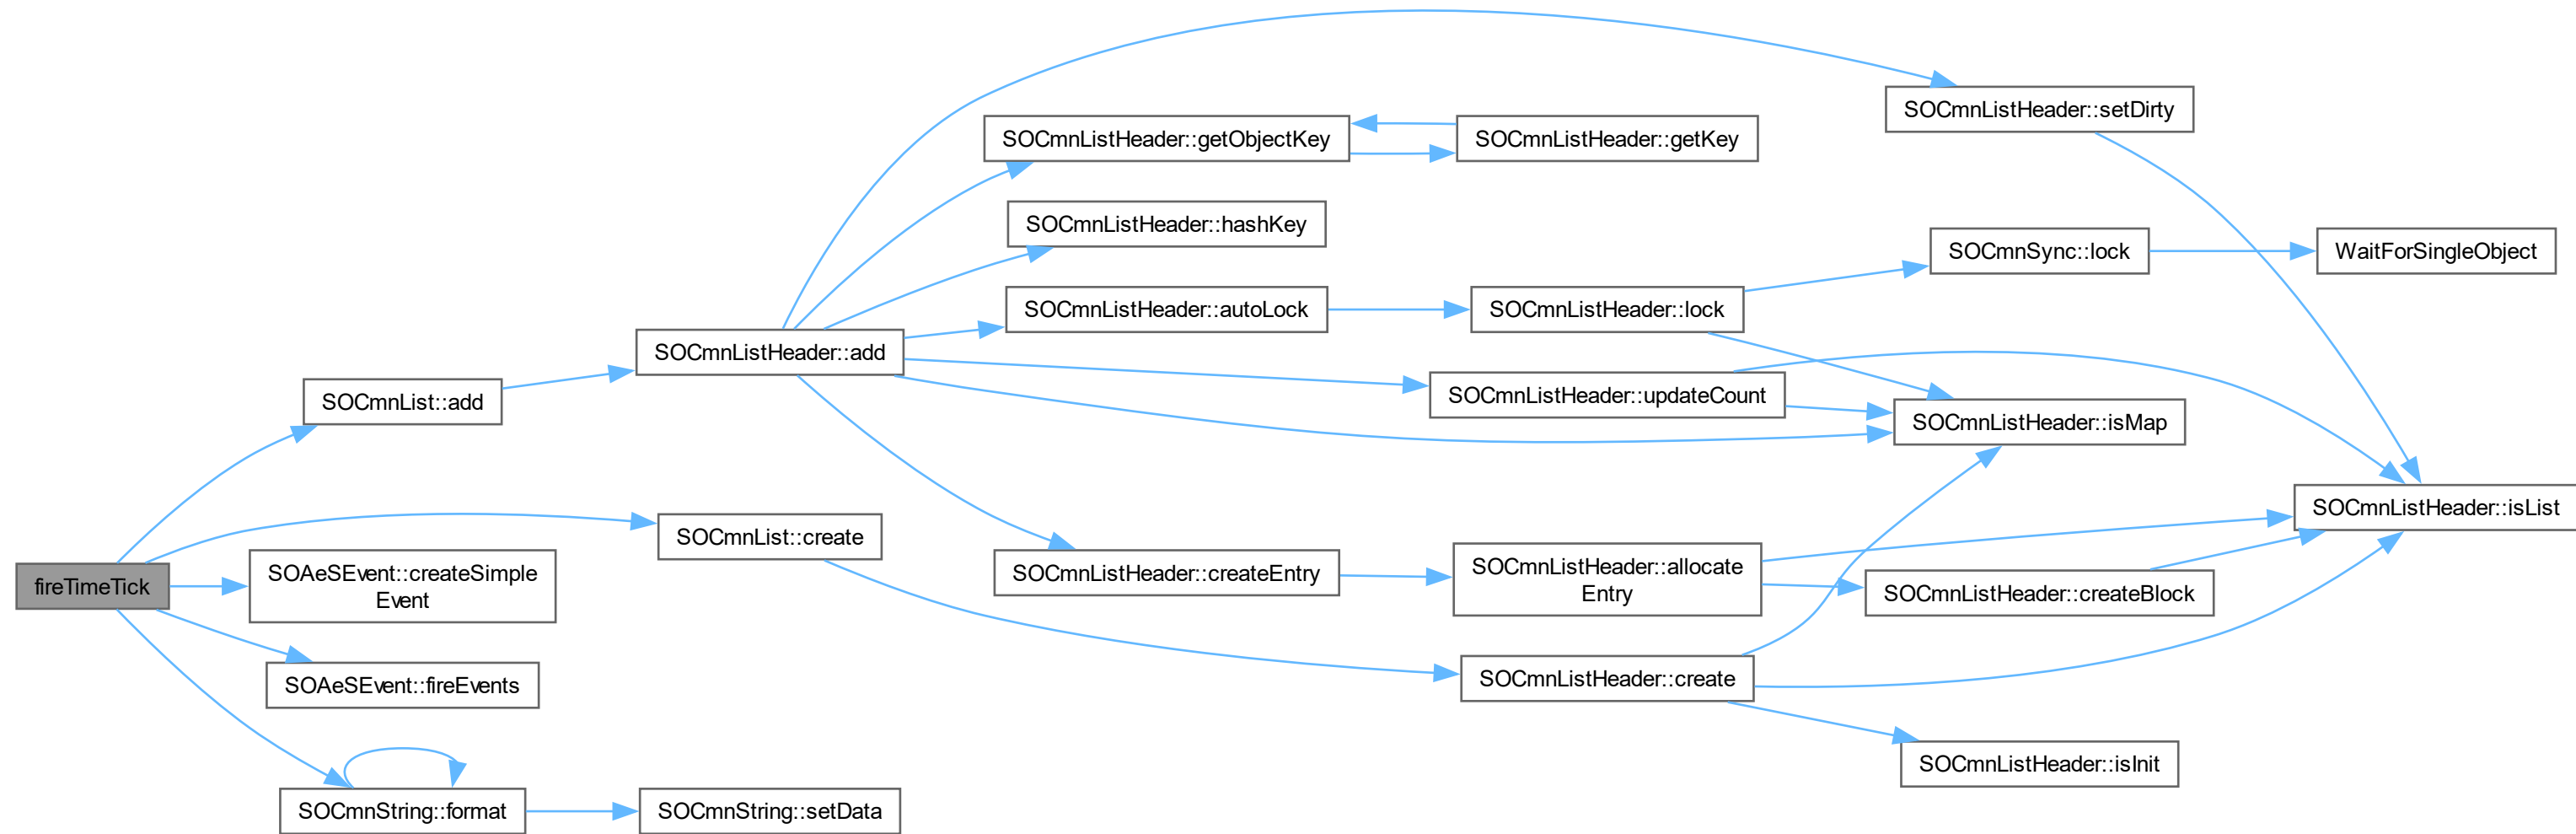 fireTimeTick
SOCmnList::add
SOCmnListHeader::add
SOCmnListHeader::getObjectKey
SOCmnListHeader::getKey
SOCmnListHeader::setDirty
SOCmnListHeader::hashKey
SOCmnListHeader::autoLock
SOCmnListHeader::lock
SOCmnSync::lock
WaitForSingleObject
SOCmnListHeader::updateCount
SOCmnListHeader::isMap
SOCmnListHeader::isList
SOCmnListHeader::createEntry
SOCmnListHeader::allocate
Entry
SOCmnListHeader::createBlock
SOCmnList::create
SOCmnListHeader::create
SOCmnListHeader::isInit
SOAeSEvent::createSimple
Event
SOAeSEvent::fireEvents
SOCmnString::format
SOCmnString::setData